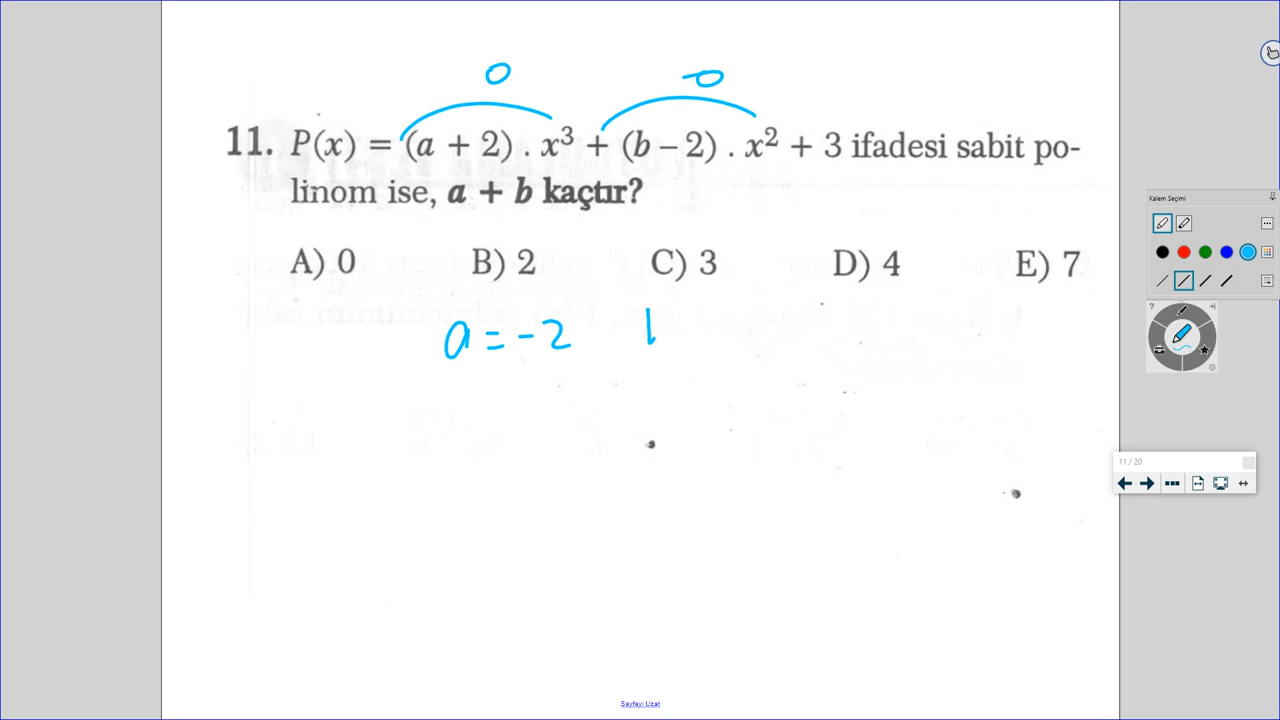 0 0
11. P(x) = (a + 2) . x³ + (b – 2) . x² + 3 ifadesi sabit po-
linom ise, a + b kaçtır?
A) 0 B) 2 C) 3 D) 4 E) 7
a = -2
Kalem Seçimi
11 / 20
Sayfayı Uzat